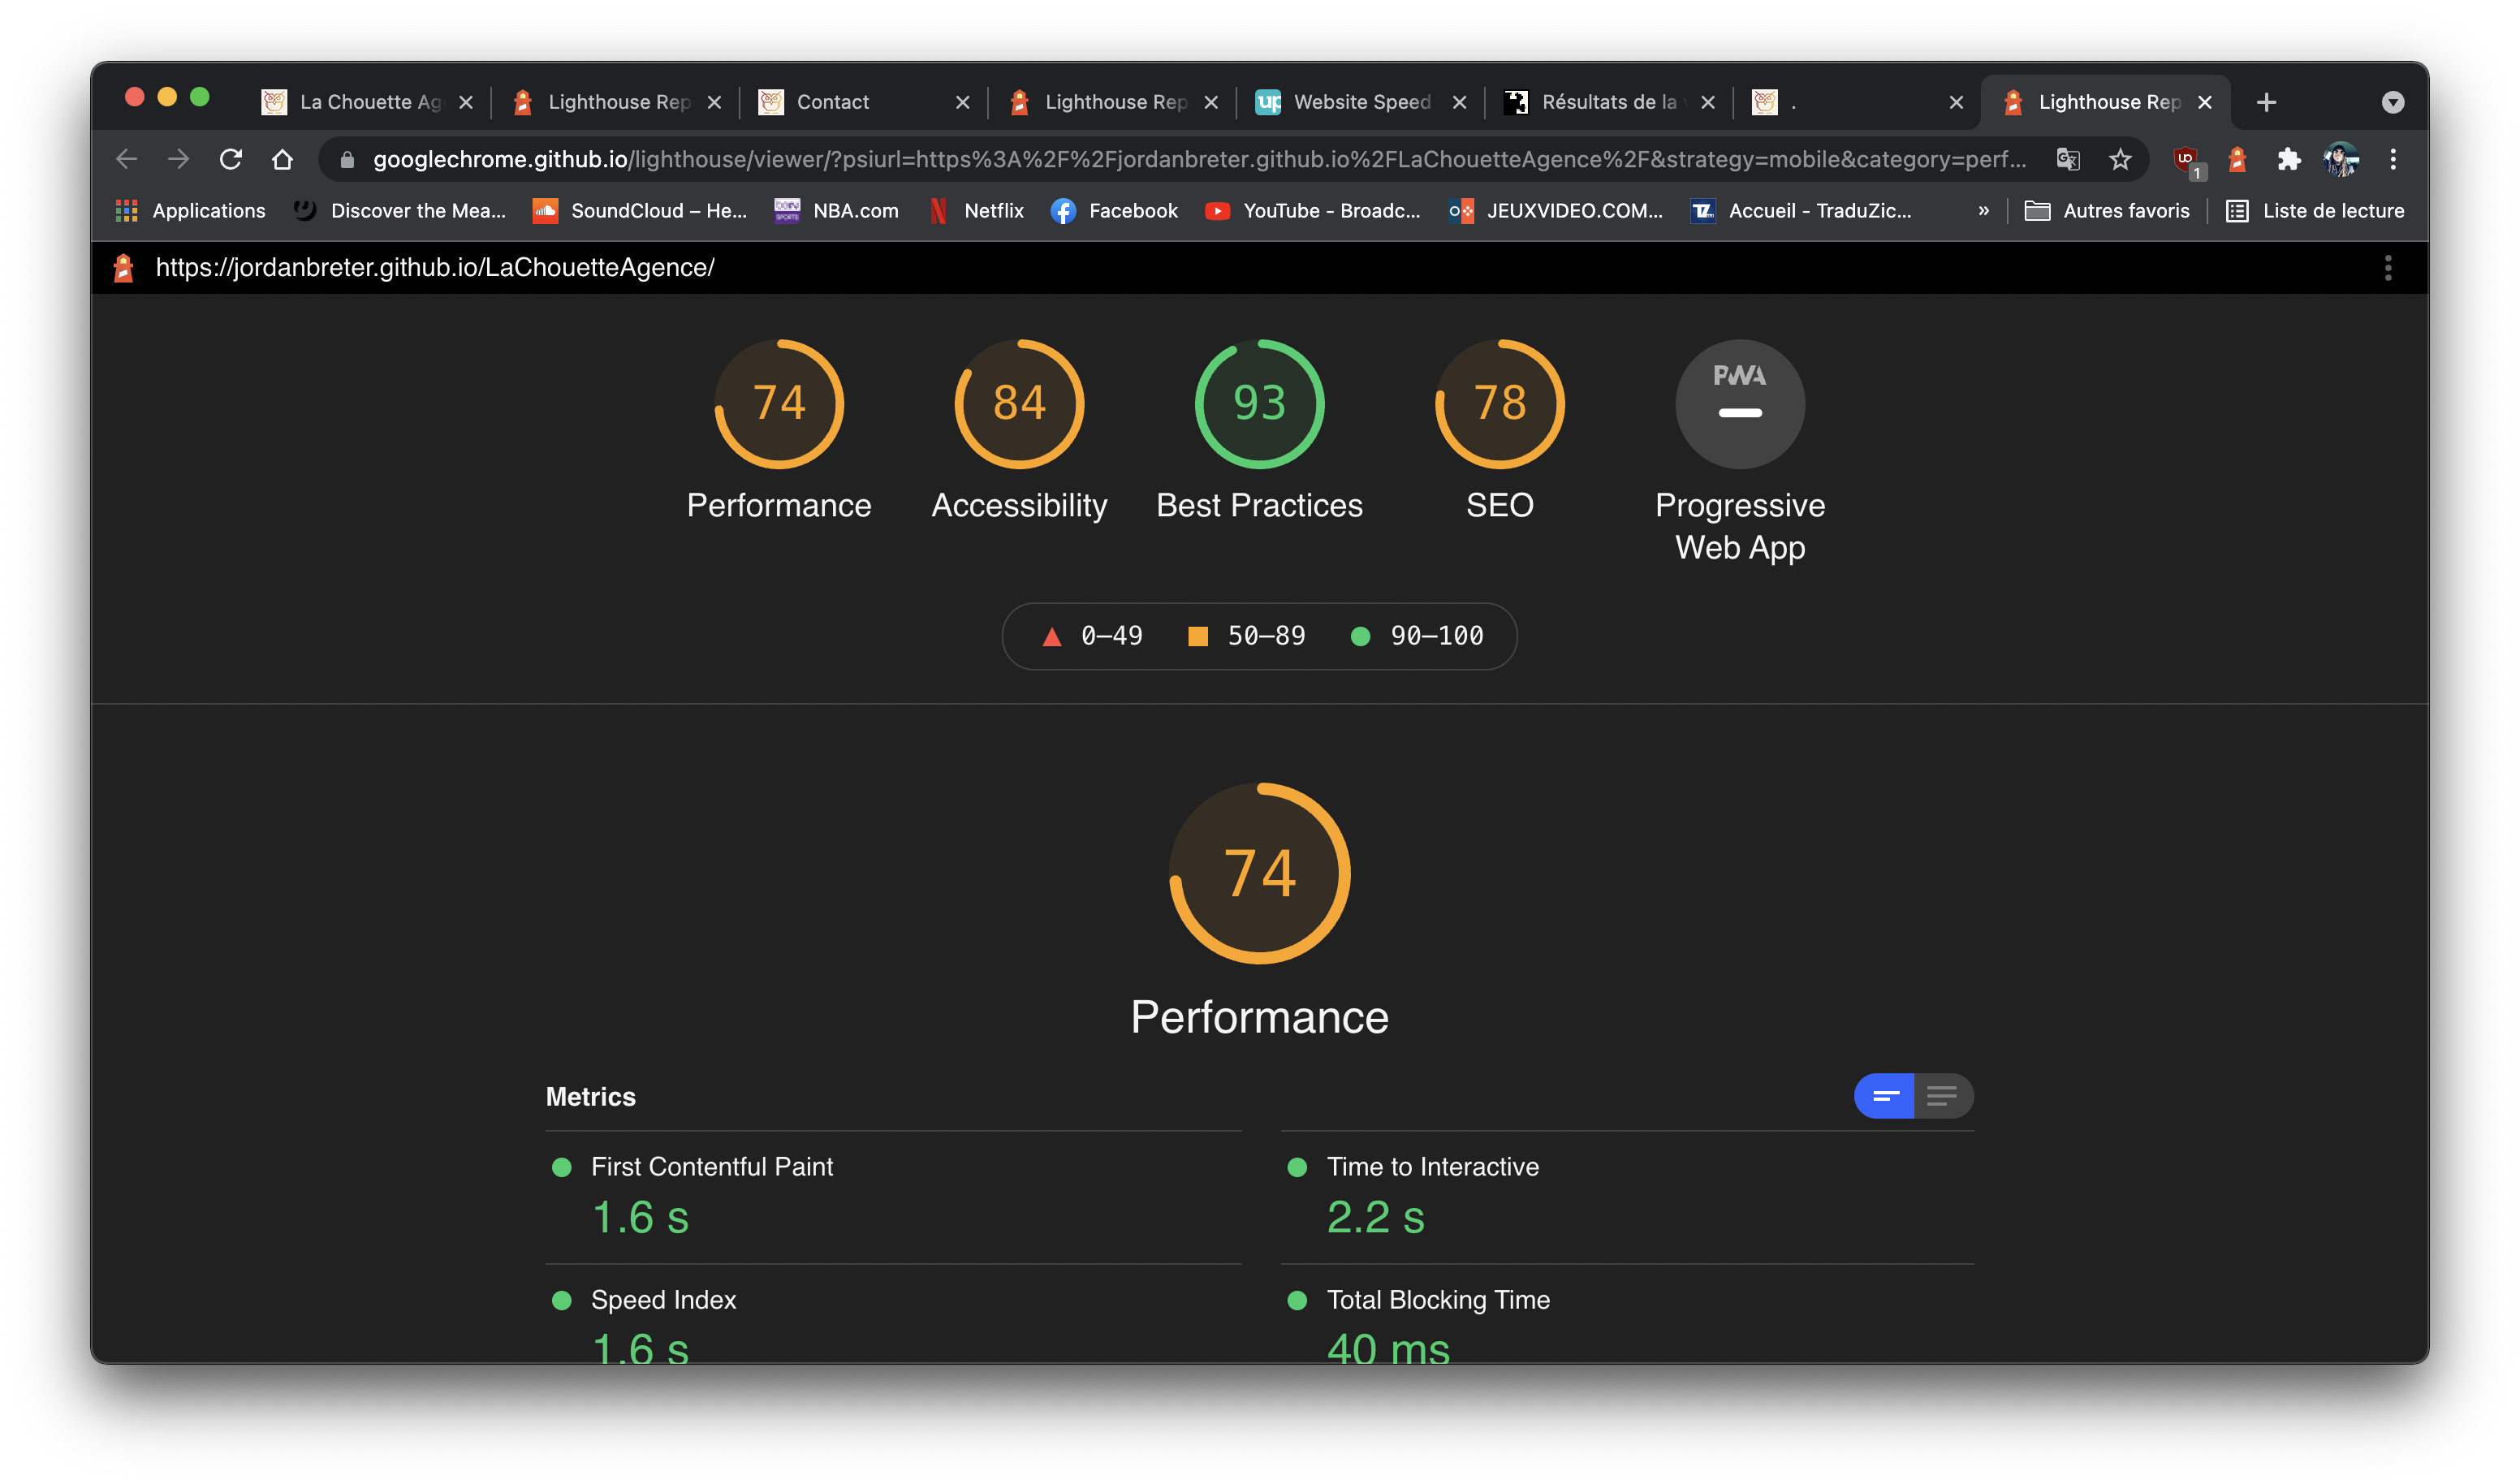 La Chouette Ag
Lighthouse Rep
Contact
Lighthouse Rep
up
Website Speed
Résultats de la
.
Lighthouse Rep
googlechrome.github.io/lighthouse/viewer/?psiurl=https%3A%2F%2Fjordanbreter.github.io%2FLaChouetteAgence%2F&strategy=mobile&category=perf...
1
Applications
Discover the Mea...
SoundCloud – He...
NBA.com
Netflix
Facebook
YouTube - Broadc...
JEUXVIDEO.COM...
Accueil - TraduZic...
»
Autres favoris
Liste de lecture
https://jordanbreter.github.io/LaChouetteAgence/
74
84
93
78
PWA
Performance
Accessibility
Best Practices
SEO
Progressive
Web App
0–49
50–89
90–100
74
Performance
Metrics
First Contentful Paint
1.6 s
Time to Interactive
2.2 s
Speed Index
1.6 s
Total Blocking Time
40 ms